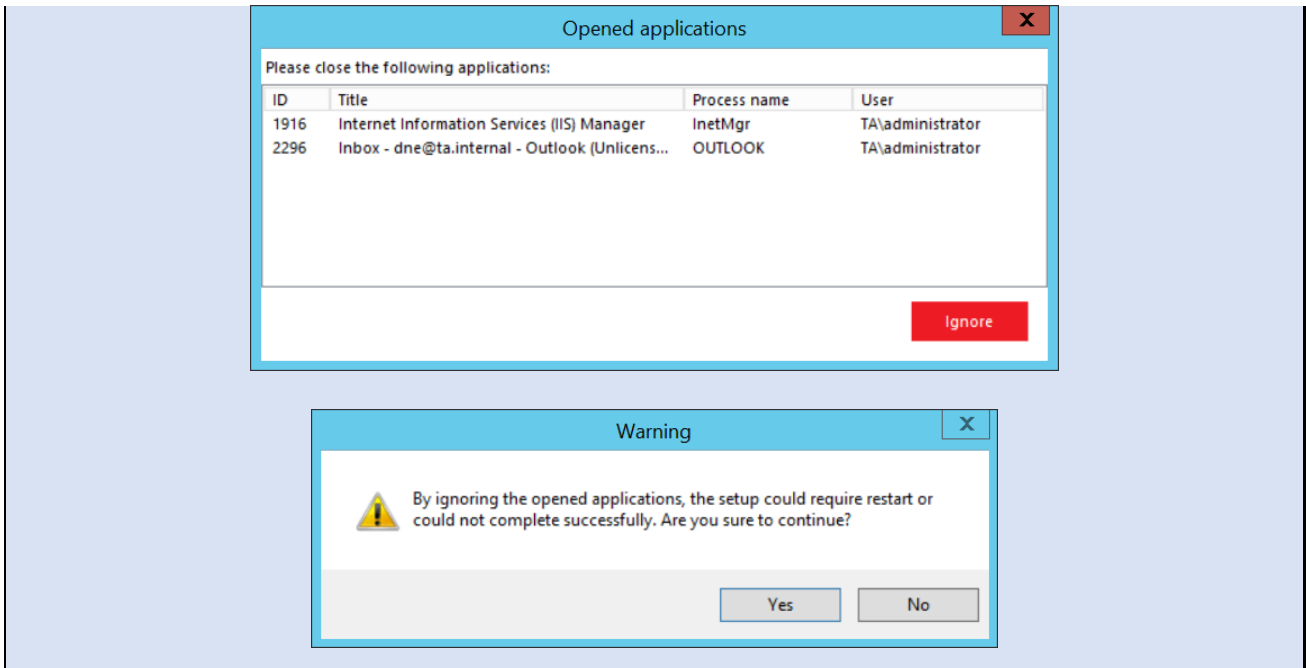 Opened applications
X
Please close the following applications:
ID Title Process name User
1916 Internet Information Services (IIS) Manager InetMgr TA\administrator
2296 Inbox - dne@ta.internal - Outlook (Unlicens... OUTLOOK TA\administrator
Ignore
Warning
X
By ignoring the opened applications, the setup could require restart or
could not complete successfully. Are you sure to continue?
Yes No